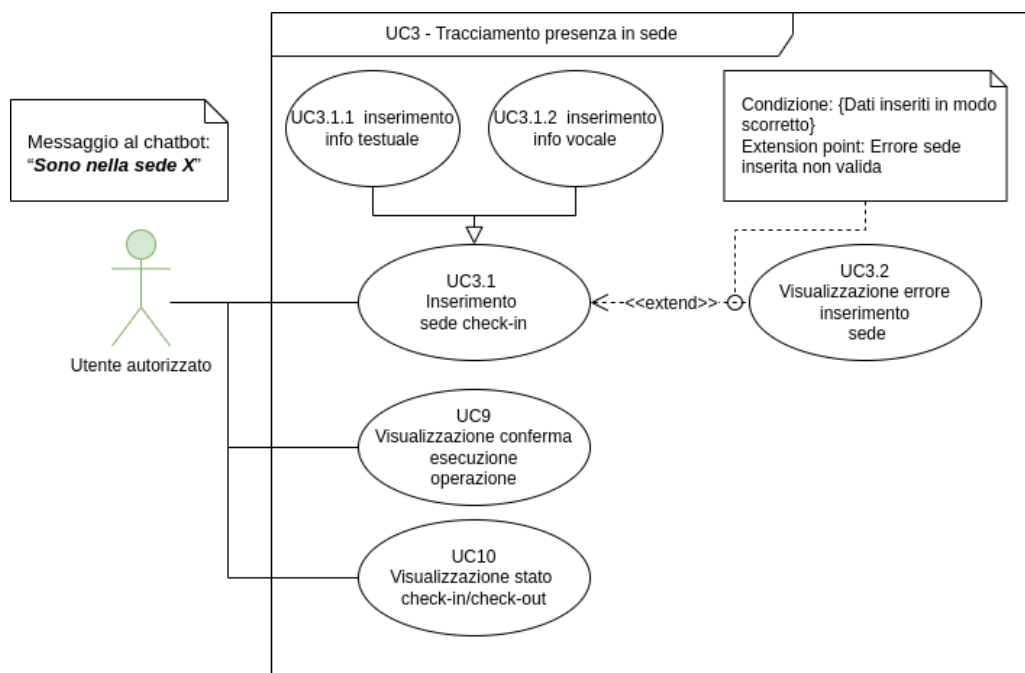 UC3 - Tracciamento presenza in sede
Messaggio al chatbot:
“Sono nella sede X”
UC3.1.1 inserimento
info testuale
UC3.1.2 inserimento
info vocale
Condizione: {Dati inseriti in modo
scorretto}
Extension point: Errore sede
inserita non valida
Utente autorizzato
UC3.1
Inserimento
sede check-in
<<extend>>
UC3.2
Visualizzazione errore
inserimento
sede
UC9
Visualizzazione conferma
esecuzione
operazione
UC10
Visualizzazione stato
check-in/check-out